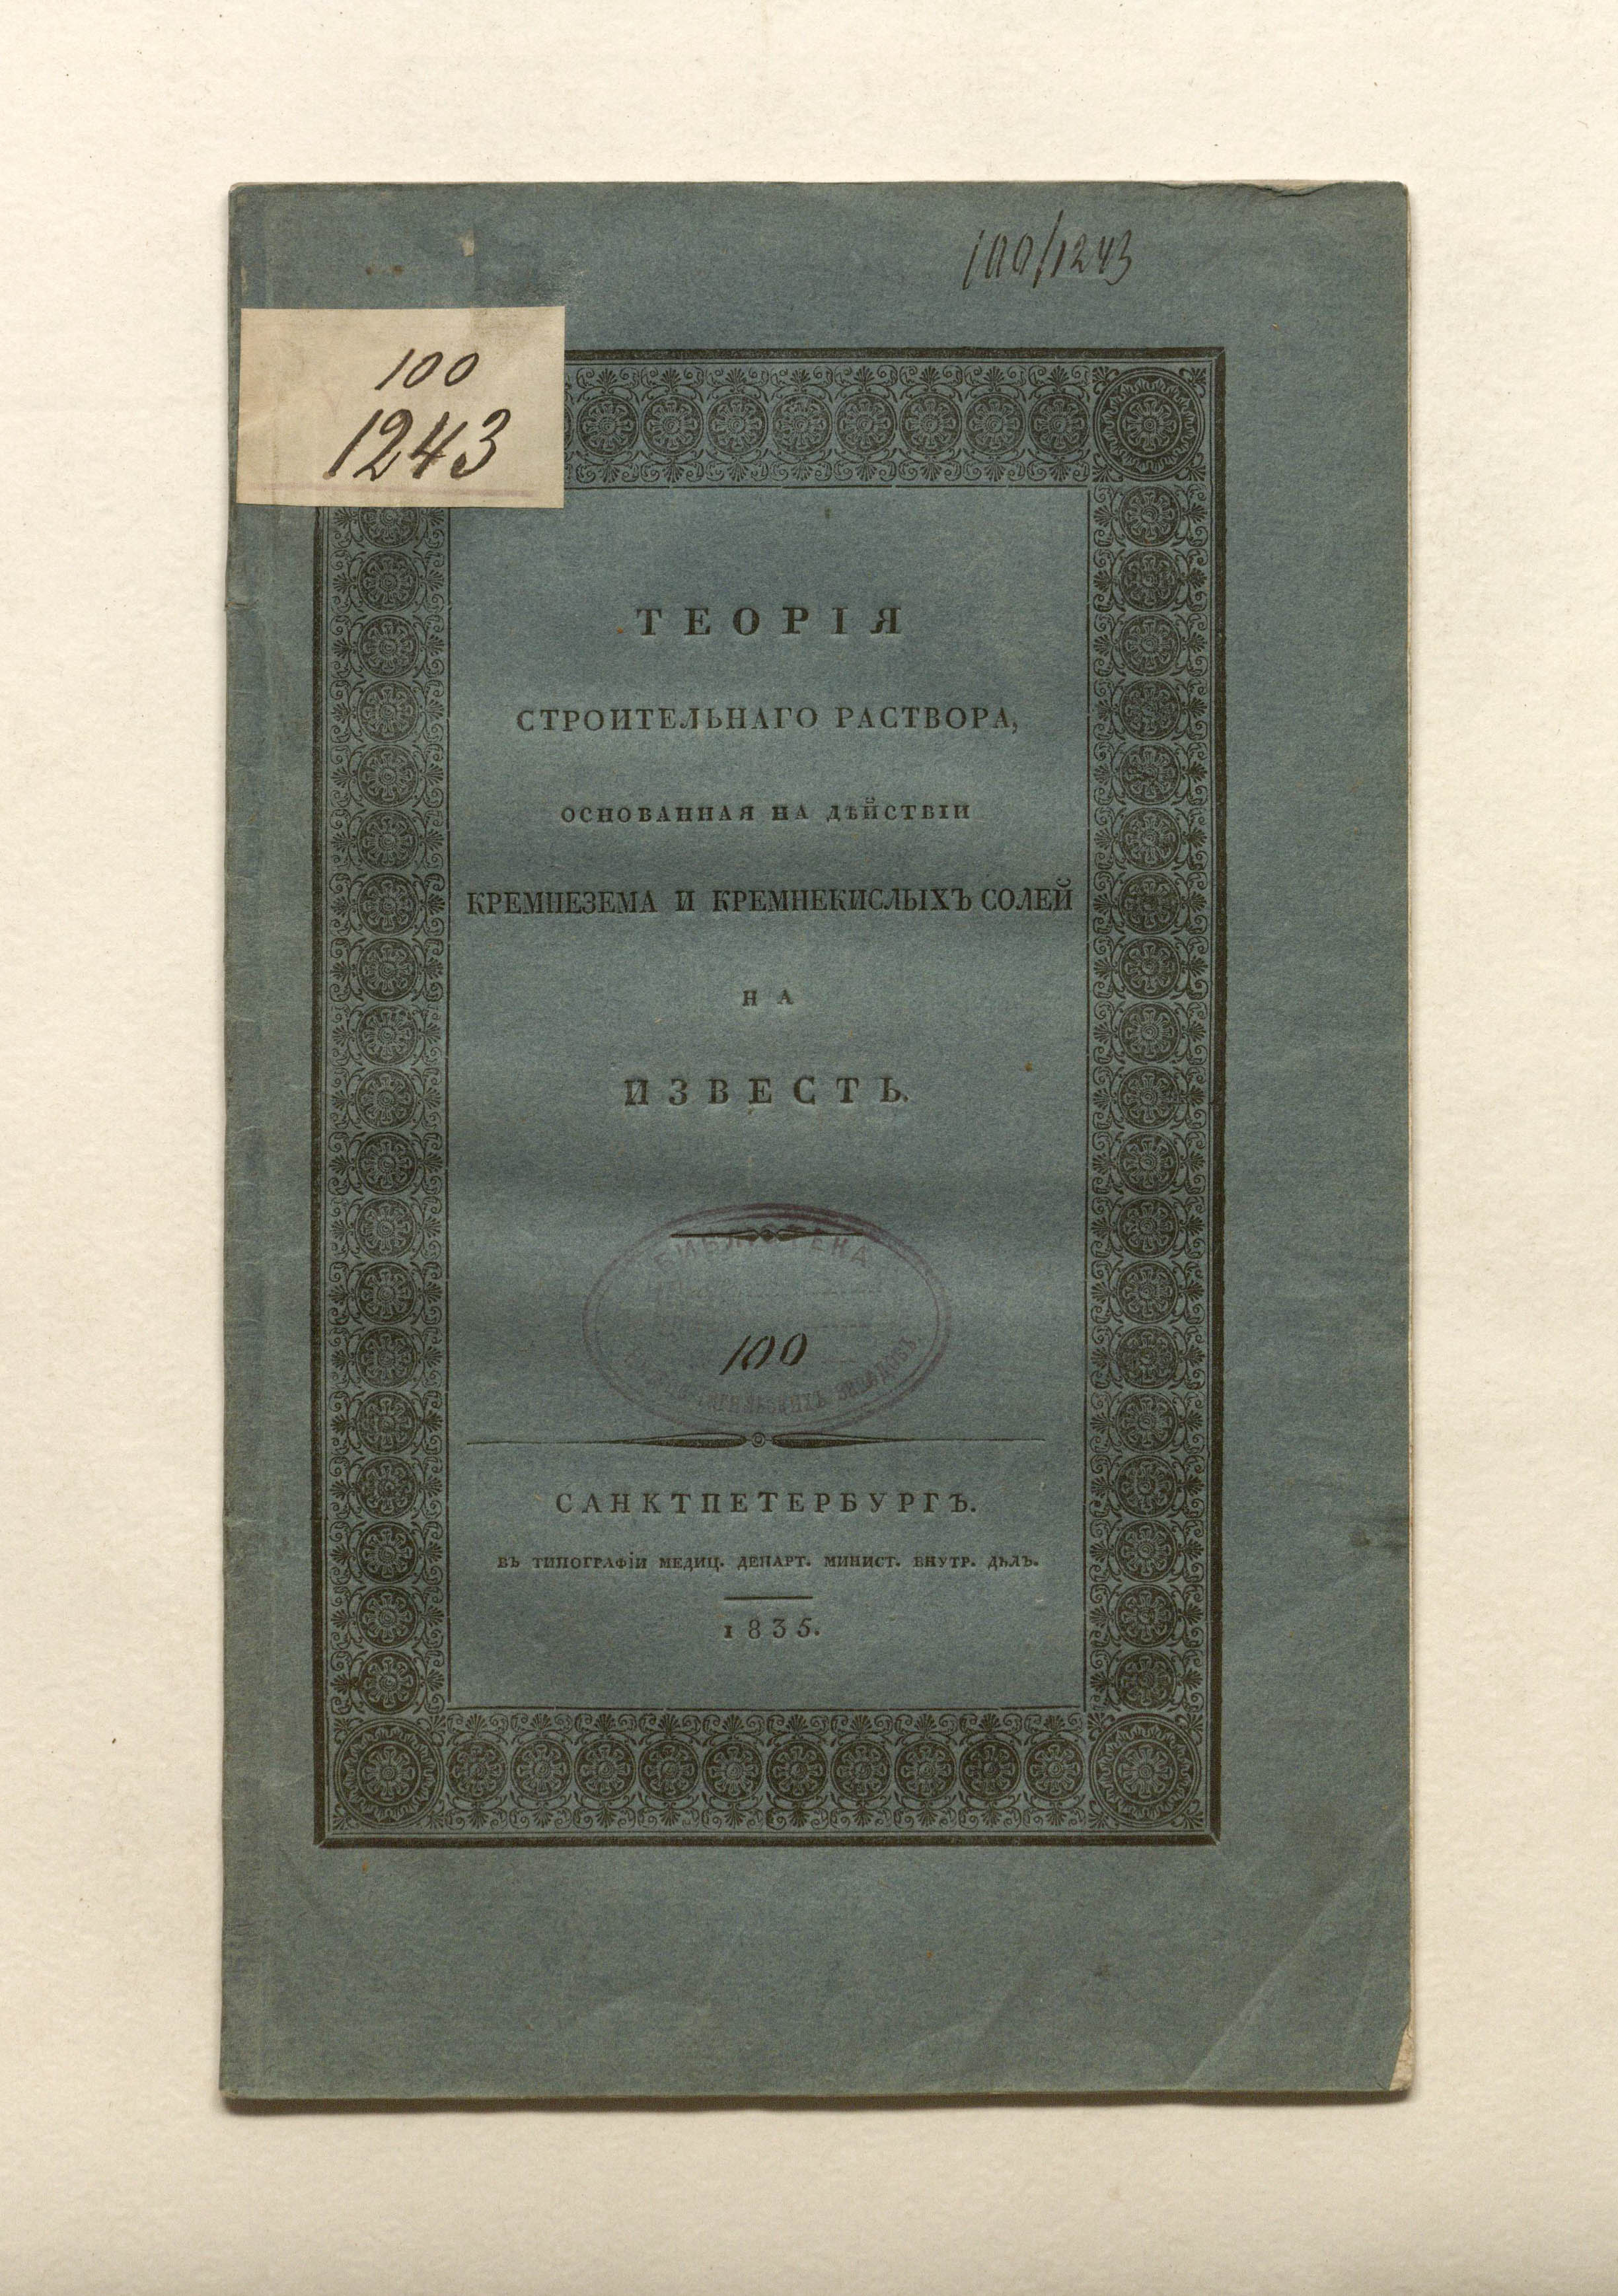 100/1243
100
1243
ТЕОРІЯ
СТРОИТЕЛЬНАГО РАСТВОРА,
ОСНОВАННАЯ НА ДѢЙСТВІИ
КРЕМНЕЗЕМА И КРЕМНЕКИСЛЫХЪ СОЛЕЙ
НА
ИЗВЕСТЬ.
БИБЛІОТЕКА
100
САНКТПЕТЕРБУРГЪ.
ВЪ ТИПОГРАФІИ МЕДИЦ. ДЕПАРТ. МИНИСТ. ВНУТР. ДѢЛЪ.
1835.